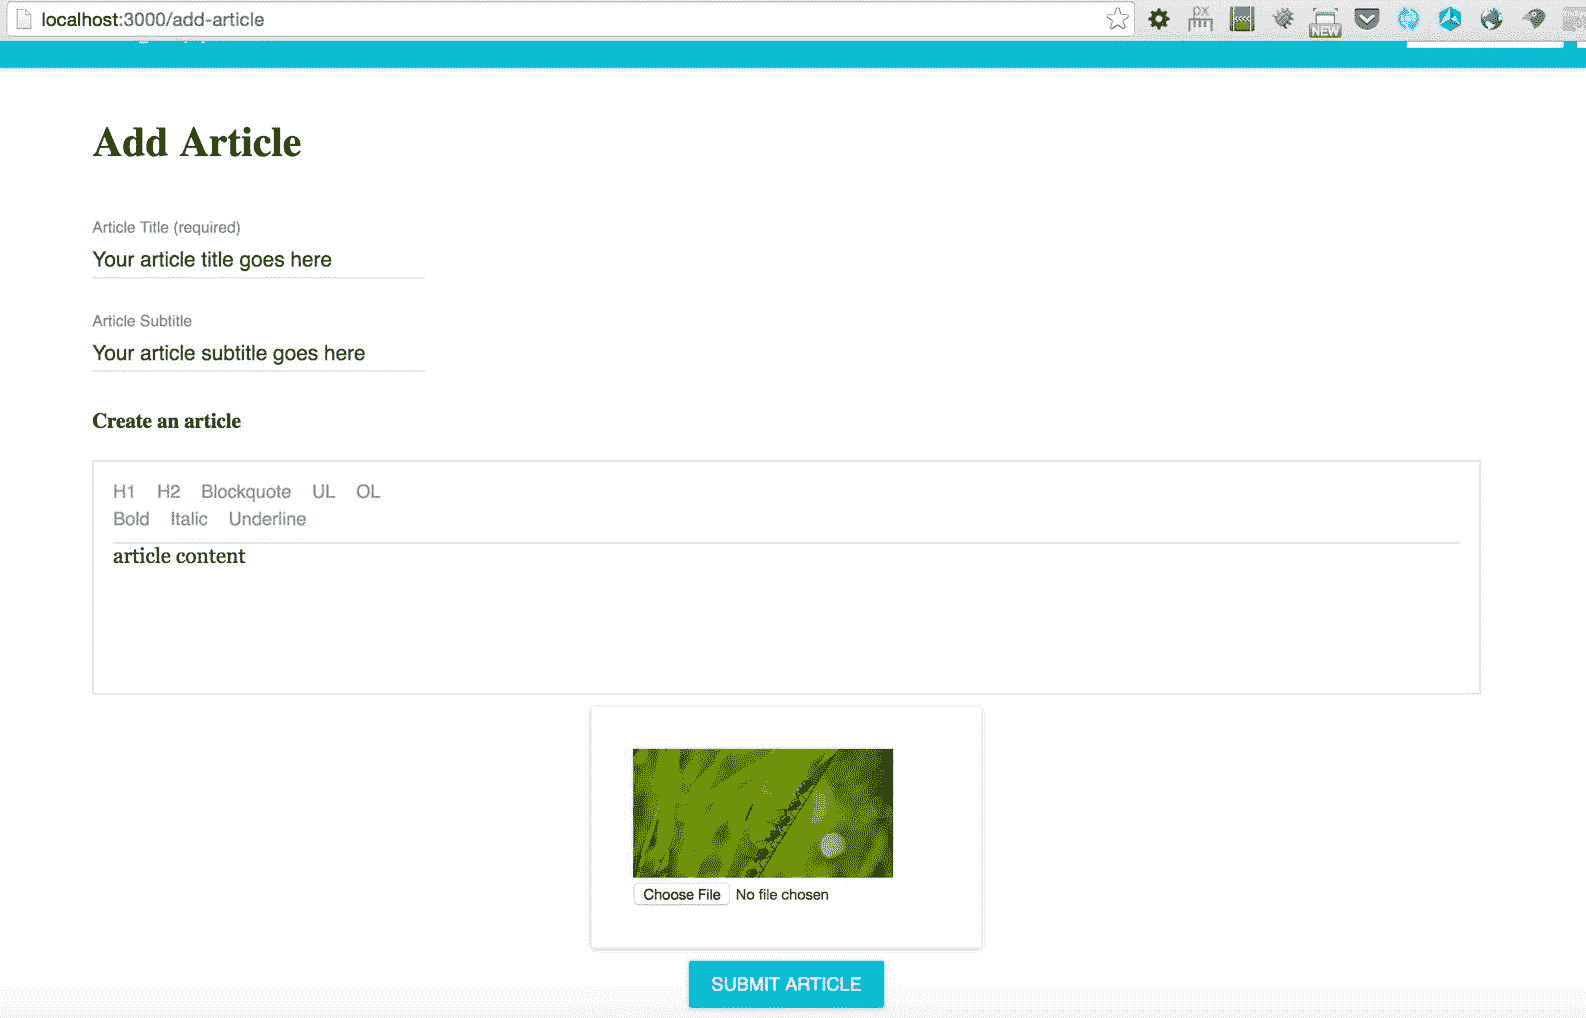 localhost:3000/add-article
px
NEW
Add Article
Article Title (required)
Your article title goes here
Article Subtitle
Your article subtitle goes here
Create an article
H1 H2 Blockquote UL OL
Bold Italic Underline
article content
Choose File No file chosen
SUBMIT ARTICLE